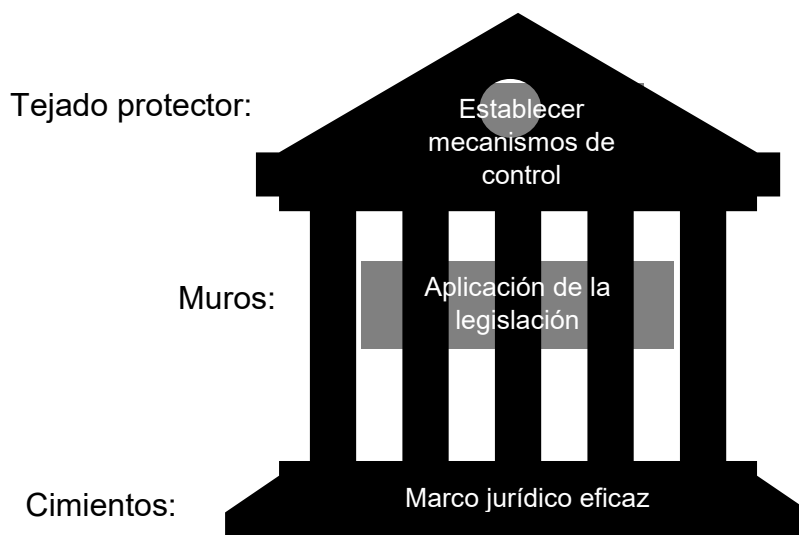 Tejado protector:
Establecer
mecanismos de
control
Muros:
Aplicación de la
legislación
Cimientos:
Marco jurídico eficaz